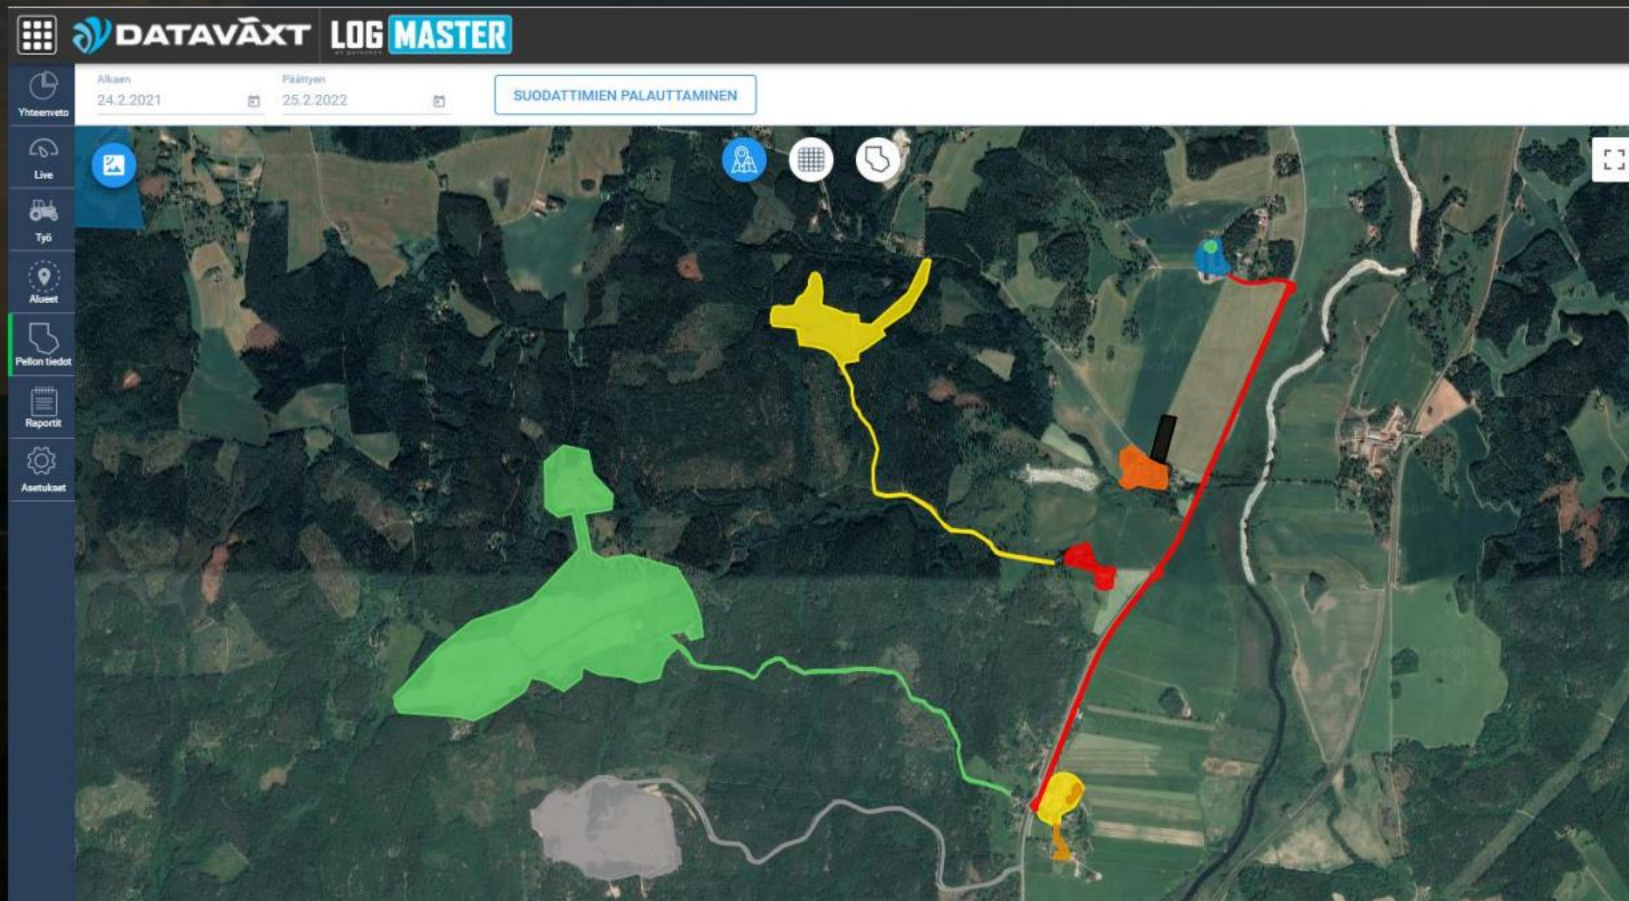 DATAVÄXT LOG MASTER
Alkaen
24.2.2021
Päättyen
25.2.2022
SUODATTIMIEN PALAUTTAMINEN
Yhteenveto
Live
Työ
Alueet
Pellon tiedot
Raportit
Asetukset